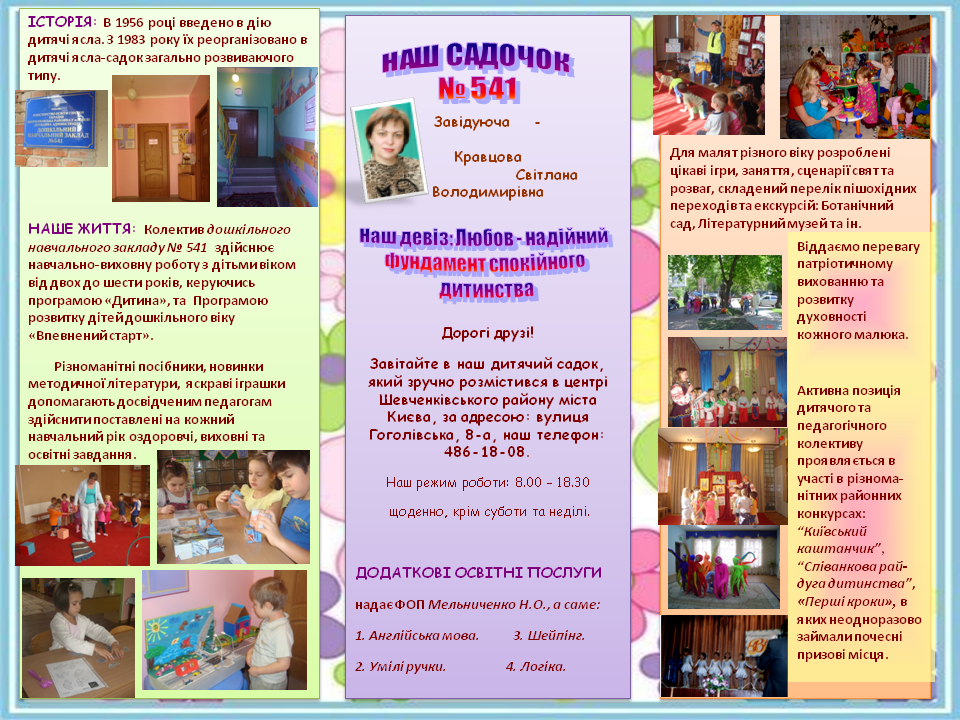 ІСТОРІЯ: В 1956 році введено в дію
дитячі ясла. З 1983 року їх реорганізовано в
дитячі ясла-садок загально розвиваючого
типу.
ДОШКІЛЬНИЙ
НАВЧАЛЬНИЙ ЗАКЛАД
№541
НАШЕ ЖИТТЯ: Колектив дошкільного
навчального закладу № 541 здійснює
навчально-виховну роботу з дітьми віком
від двох до шести років, керуючись
програмою «Дитина», та Програмою
розвитку дітей дошкільного віку
«Впевнений старт».
Різноманітні посібники, новинки
методичної літератури, яскраві іграшки
допомагають досвідченим педагогам
здійснити поставлені на кожний
навчальний рік оздоровчі, виховні та
освітні завдання.
НАШ САДОЧОК
№ 541
Завідуюча -
Кравцова
Світлана
Володимирівна
Наш девіз: Любов - надійний
фундамент спокійного
дитинства
Дорогі друзі!
Завітайте в наш дитячий садок,
який зручно розмістився в центрі
Шевченківського району міста
Києва, за адресою: вулиця
Гоголівська, 8-а, наш телефон:
486-18-08.
Наш режим роботи: 8.00 – 18.30
щоденно, крім суботи та неділі.
ДОДАТКОВІ ОСВІТНІ ПОСЛУГИ
надає ФОП Мельниченко Н.О., а саме:
1. Англійська мова. 3. Шейпінг.
2. Умілі ручки. 4. Логіка.
Для малят різного віку розроблені
цікаві ігри, заняття, сценарії свят та
розваг, складений перелік пішохідних
переходів та екскурсій: Ботанічний
сад, Літературний музей та ін.
Віддаємо перевагу
патріотичному
вихованню та
розвитку
духовності
кожного малюка.
Активна позиція
дитячого та
педагогічного
колективу
проявляється в
участі в різнома-
нітних районних
конкурсах:
“Київський
каштанчик”,
“Співанкова рай-
дуга дитинства”,
«Перші кроки», в
яких неодноразово
займали почесні
призові місця.